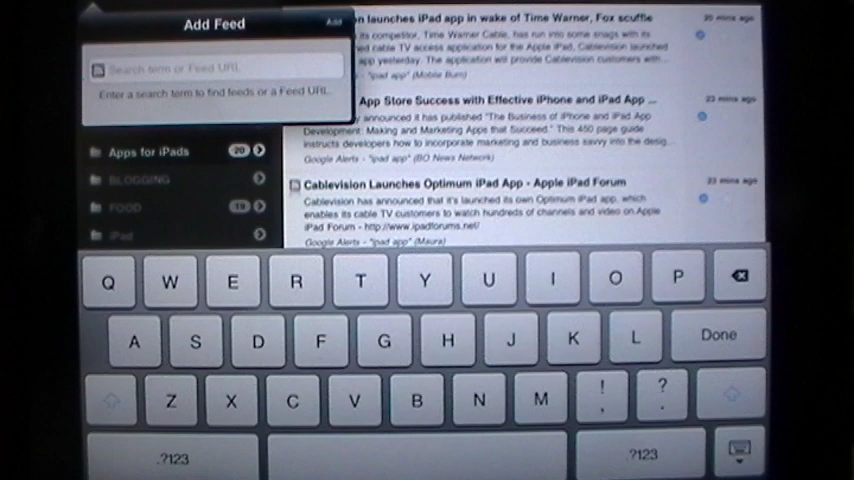 Add Feed
Add
Search term or Feed URL
Enter a search term to find feeds or a Feed URL.
Apps for iPads 20
BLOGGING
FOOD 19
iPad
n launches iPad app in wake of Time Warner, Fox scuffle
20 mins ago
its competitor, Time Warner Cable, has run into some snags with its
ed cable TV access application for the Apple iPad, Cablevision launched
app yesterday. The application will provide Cablevision customers with...
- "ipad app" (Mobile Burn)
App Store Success with Effective iPhone and iPad App ...
23 mins ago
y announced it has published "The Business of iPhone and iPad App
Development: Making and Marketing Apps that Succeed." This 450 page guide
instructs developers how to incorporate marketing and business savvy into the desig...
Google Alerts - "ipad app" (BO News Network)
Cablevision Launches Optimum iPad App - Apple iPad Forum
23 mins ago
Cablevision has announced that it's launched its own Optimum iPad app, which
enables its cable TV customers to watch hundreds of channels and video on Apple
iPad Forum - http://www.ipadforums.net/
Google Alerts - "ipad app" (Maura)
Q W E R T Y U I O P
A S D F G H J K L Done
Z X C V B N M ! , ? .
.?123 .?123